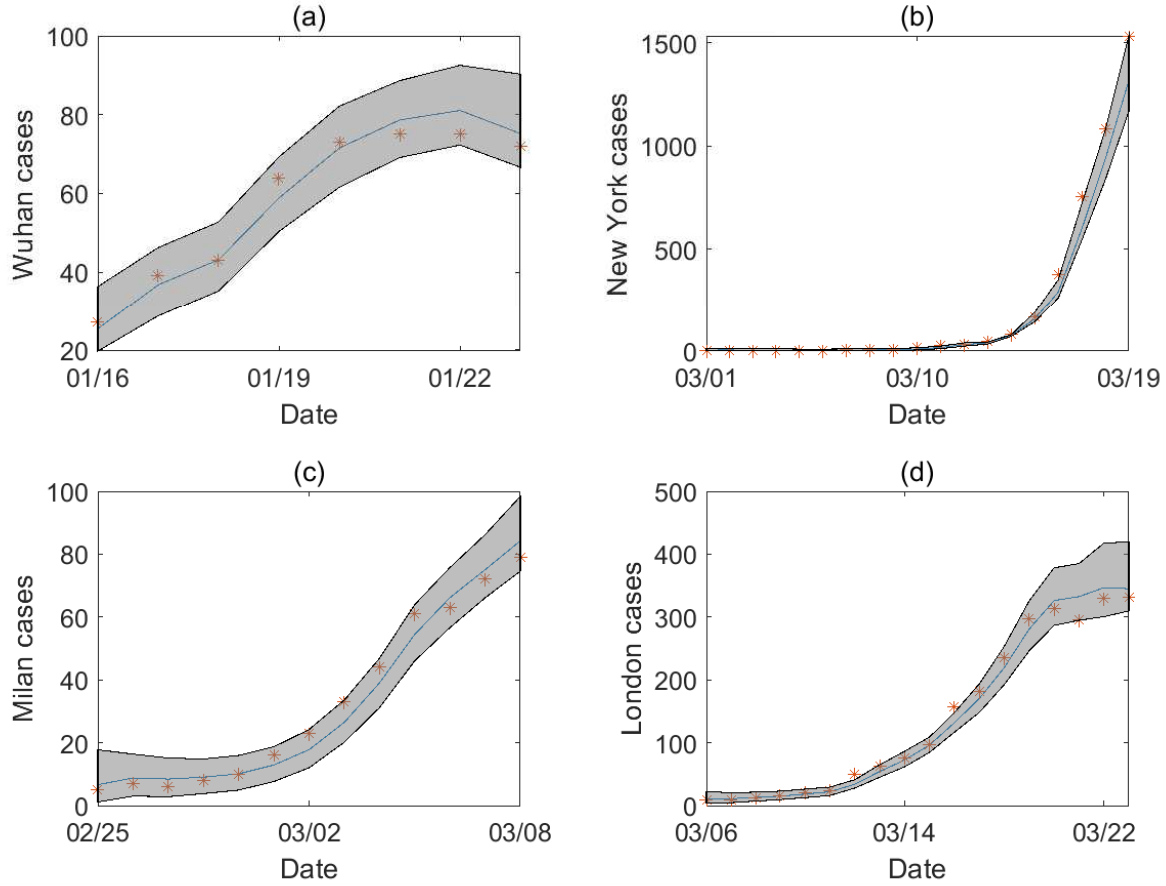 (a)
100
80
60
40
20
Wuhan cases
01/16
01/19
01/22
Date
(b)
1500
1000
500
0
New York cases
03/01
03/10
03/19
Date
(c)
100
80
60
40
20
0
Milan cases
02/25
03/02
03/08
Date
(d)
500
400
300
200
100
0
London cases
03/06
03/14
03/22
Date